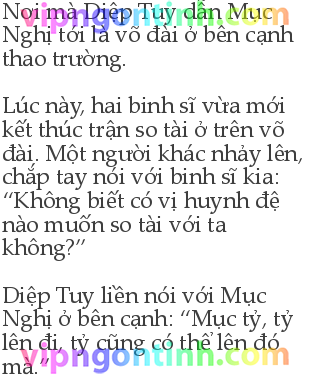 Nơi mà Diệp Tuy dẫn Mục
vipngontinh.com
Nghị tới là võ đài ở bên cạnh
thao trường.
Lúc này, hai binh sĩ vừa mới
kết thúc trận so tài ở trên võ
đài. Một người khác nhảy lên,
chắp tay nói với binh sĩ kia:
“Không biết có vị huynh đệ
nào muốn so tài với ta
không?”
Diệp Tuy liền nói với Mục
Nghị ở bên cạnh: “Mục tỷ, tỷ
lên đi, tỷ cũng có thể lên đó
vipngontinh.com
mà.”